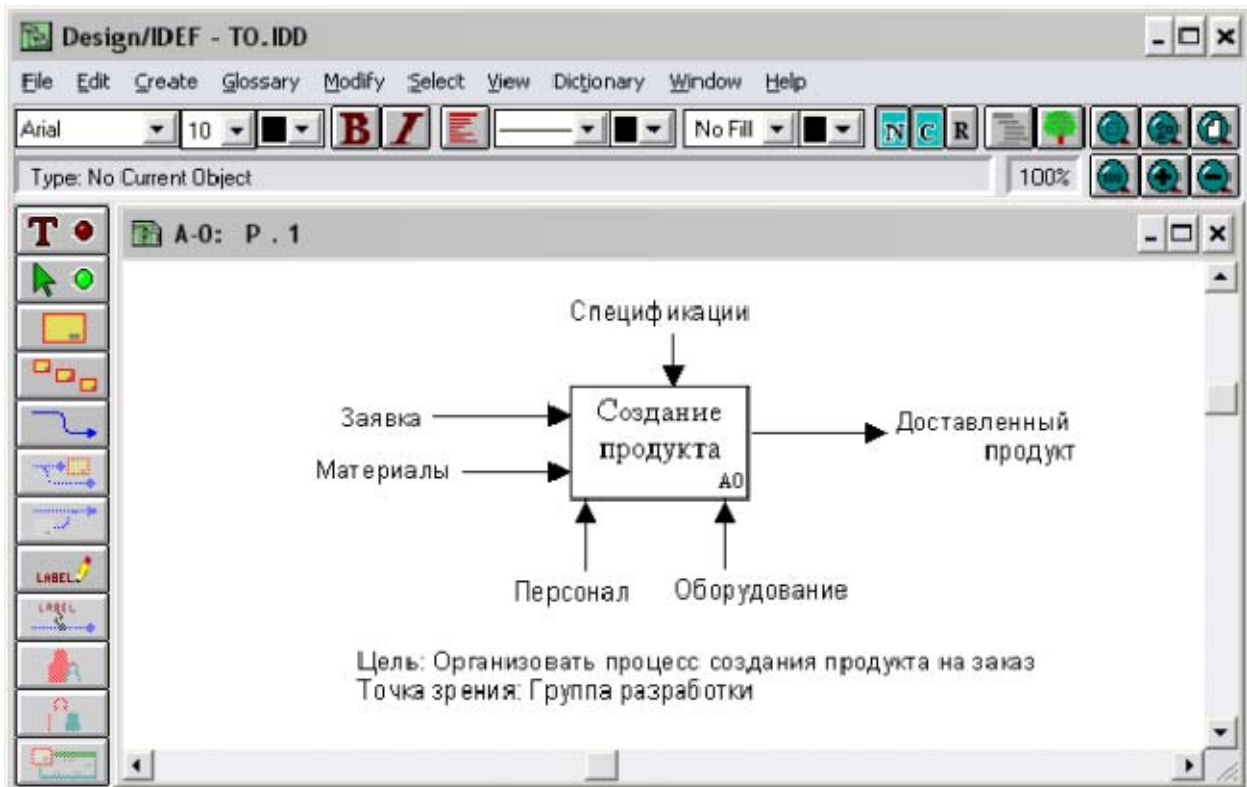 Design/IDEF - TO.IDD
File Edit Create Glossary Modify Select View Dictionary Window Help
Arial 10 B I No Fill N C R
Type: No Current Object 100%
T
A-0: P . 1
Спецификации
Заявка
Создание
продукта
A0
Материалы
Доставленный
продукт
Персонал
Оборудование
Цель: Организовать процесс создания продукта на заказ
Точка зрения: Группа разработки
LABEL
LABEL